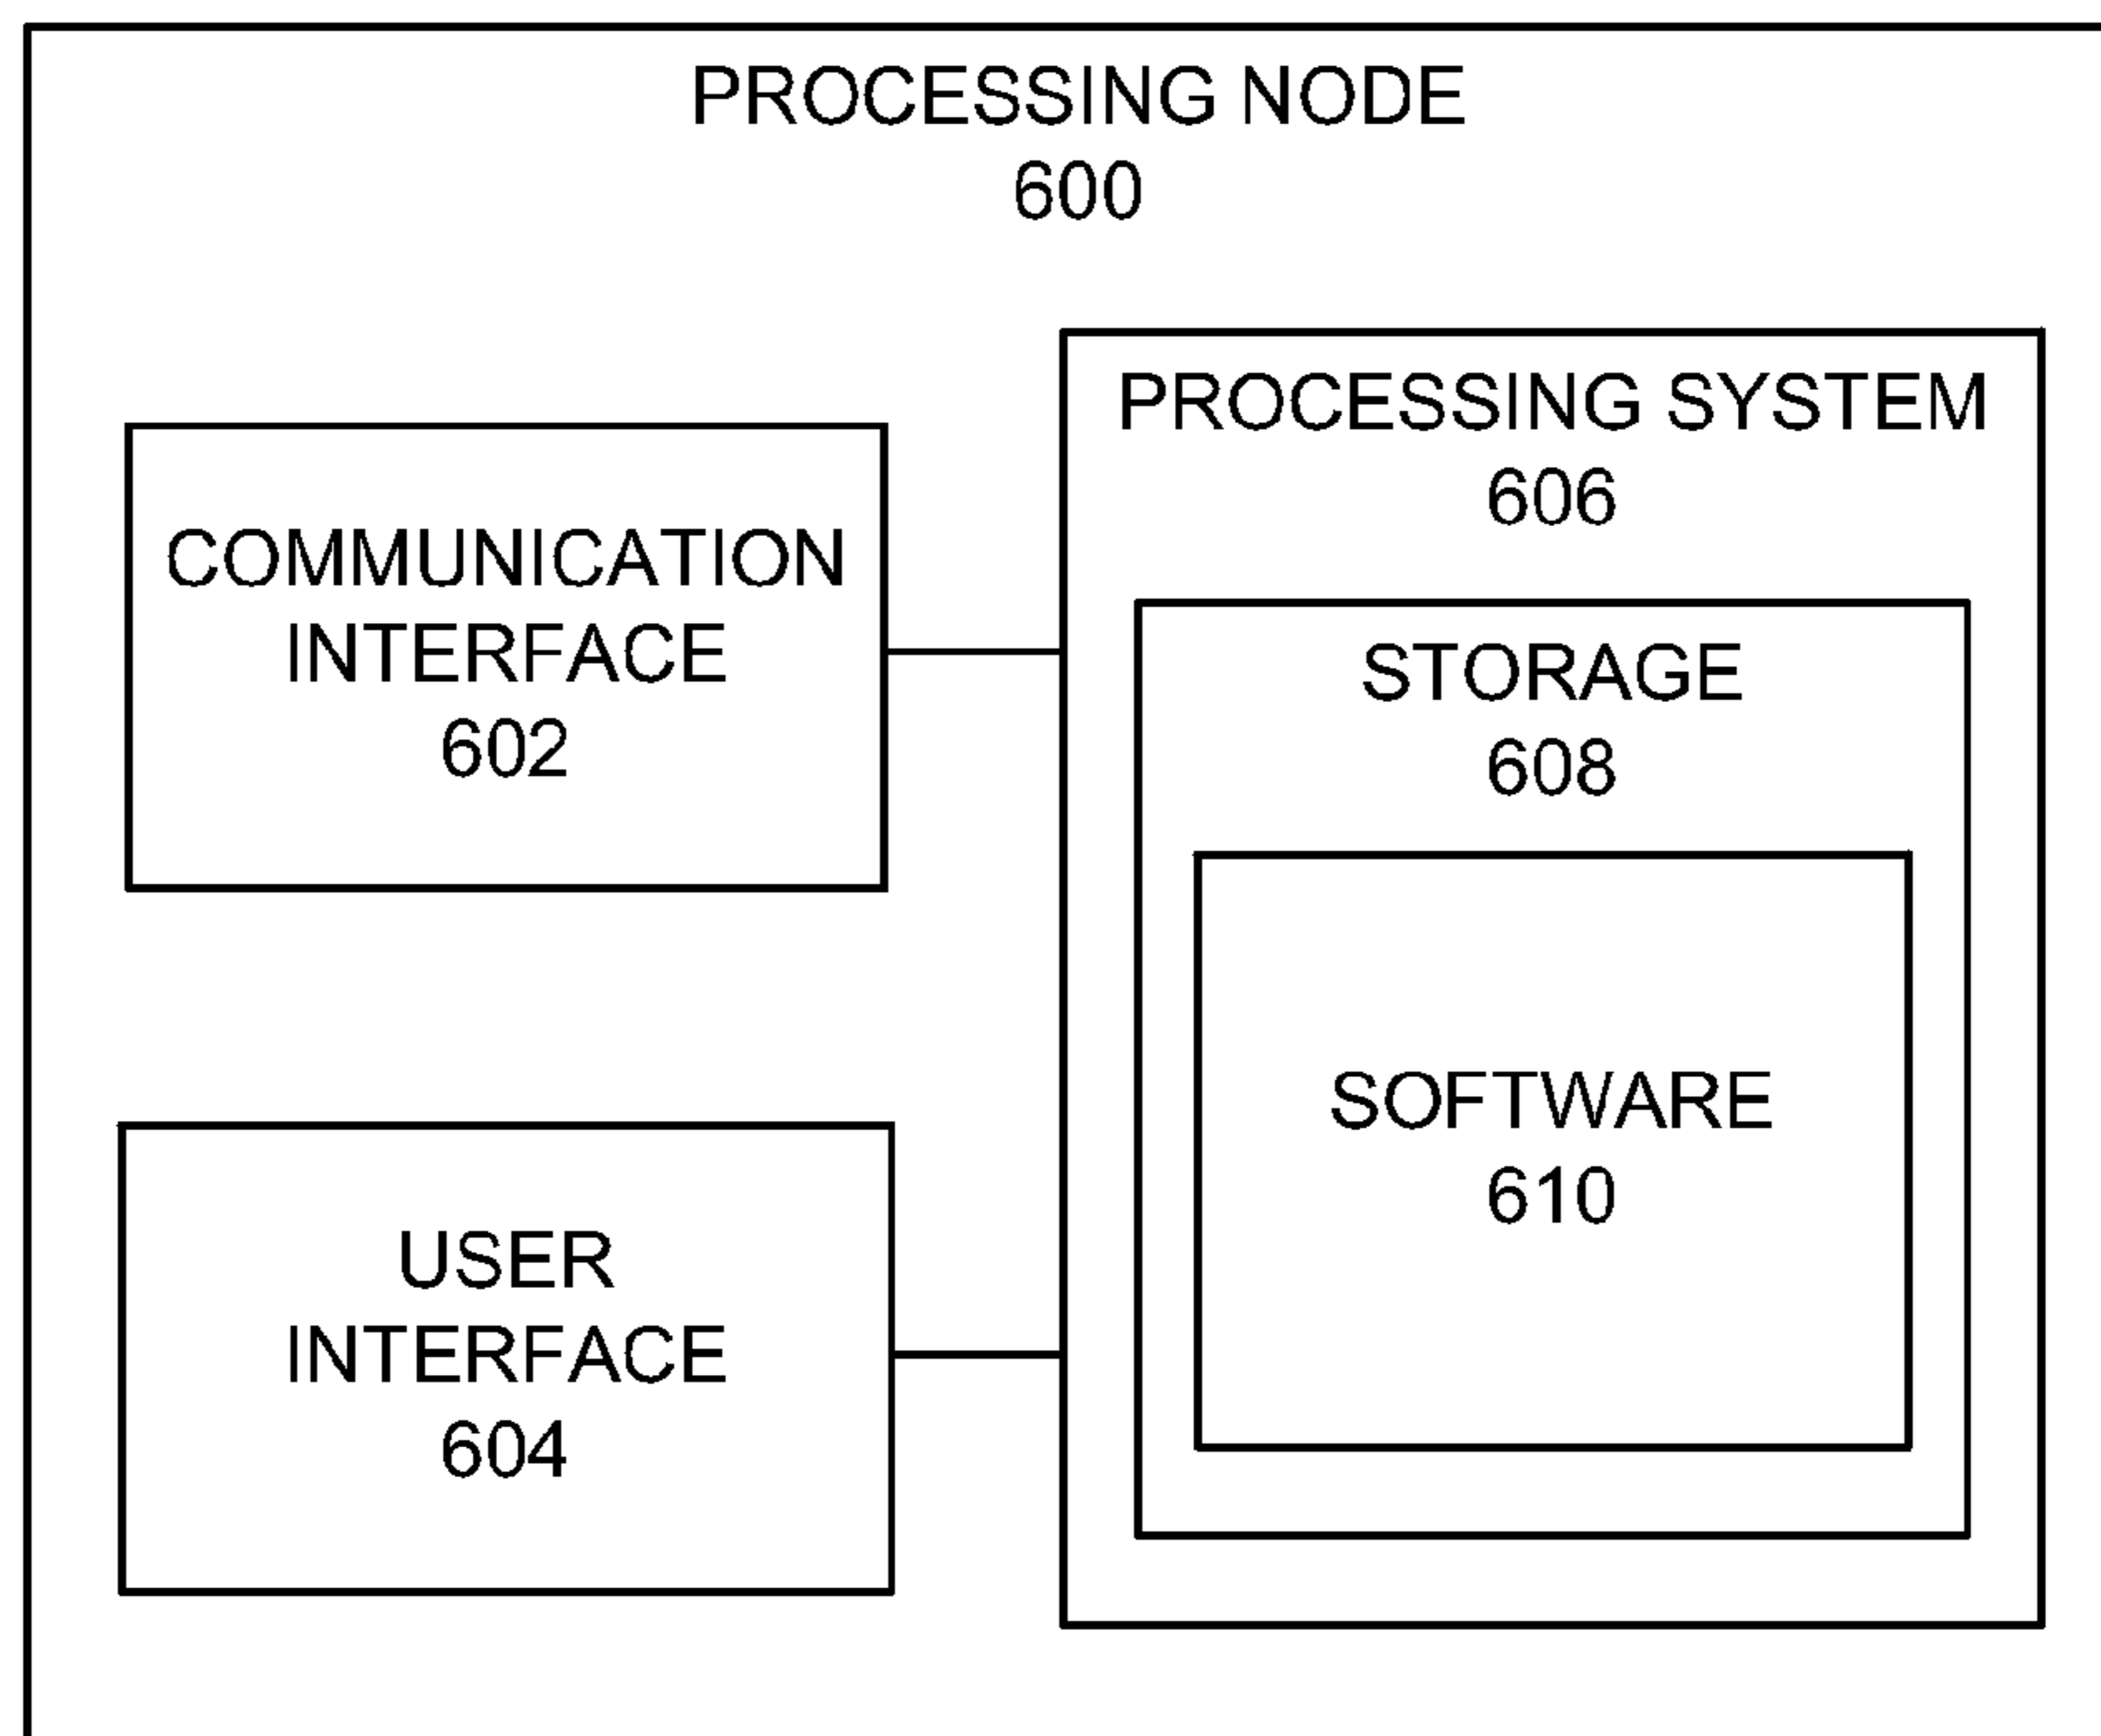 PROCESSING NODE
600
PROCESSING SYSTEM
606
COMMUNICATION
INTERFACE
602
STORAGE
608
SOFTWARE
610
USER
INTERFACE
604